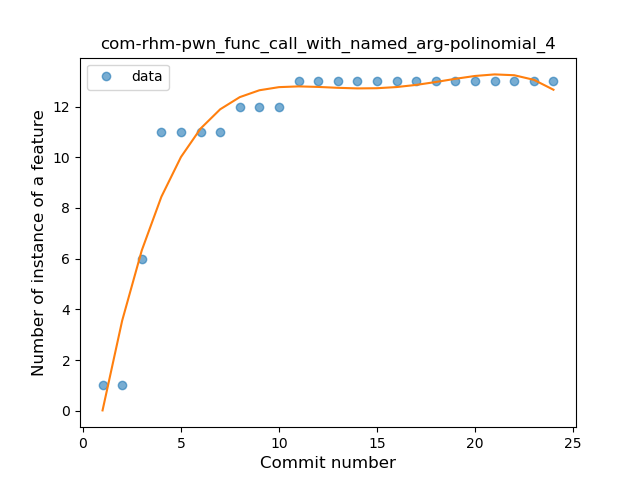 com-rhm-pwn_func_call_with_named_arg-polinomial_4
data
Number of instance of a feature
12
10
8
6
4
2
0
0 5 10 15 20 25
Commit number